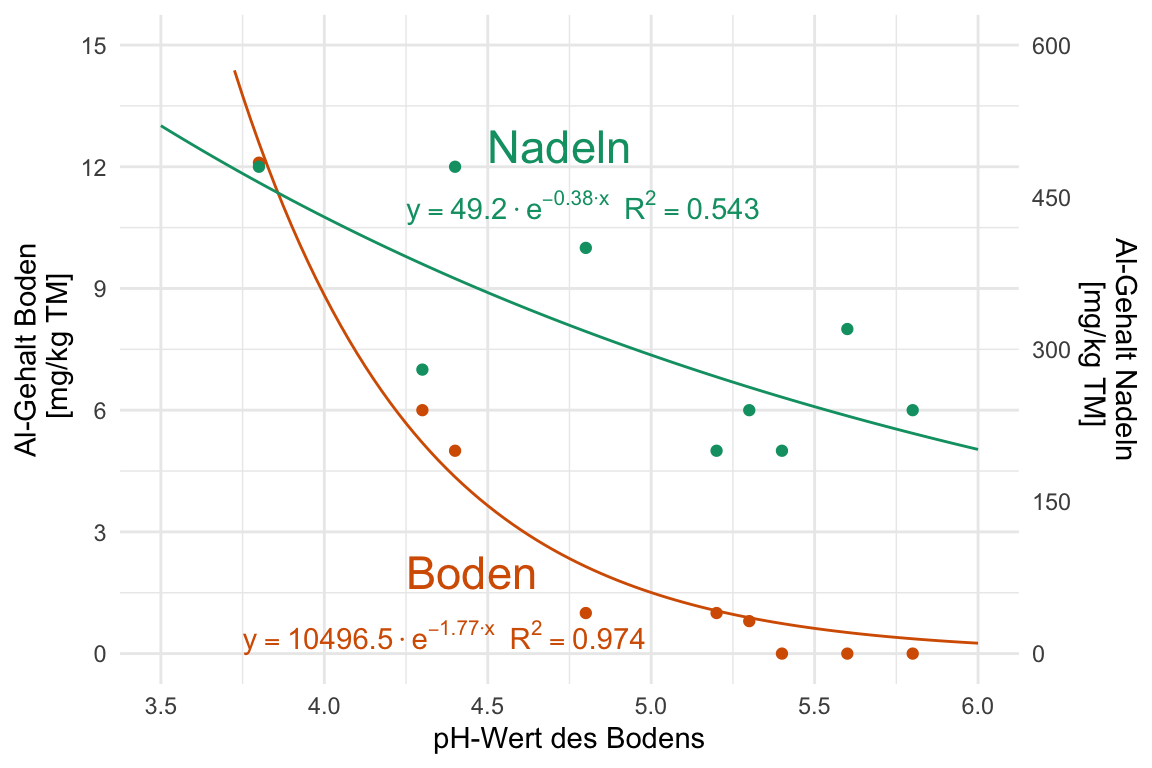 15
12
9
6
3
0
Al-Gehalt Boden
[mg/kg TM]
Nadeln
y = 49.2 · e^−0.38·x R² = 0.543
Boden
y = 10496.5 · e^−1.77·x R² = 0.974
600
450
300
150
0
Al-Gehalt Nadeln
[mg/kg TM]
3.5 4.0 4.5 5.0 5.5 6.0
pH-Wert des Bodens